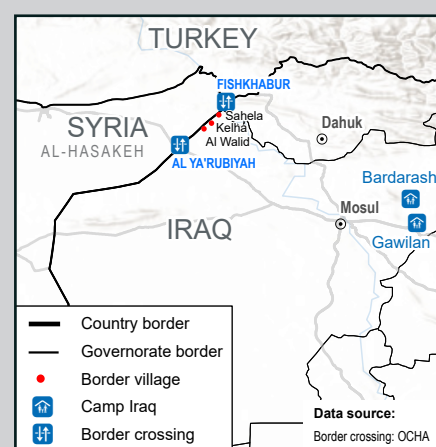 TURKEY
FISHKHABUR
SYRIA
Sahela
Kelha
Dahuk
AL-HASAKEH
Al Walid
AL YA'RUBIYAH
Bardarash
Mosul
IRAQ
Gawilan
Country border
Governorate border
Border village
Camp Iraq
Border crossing
Data source:
Border crossing: OCHA